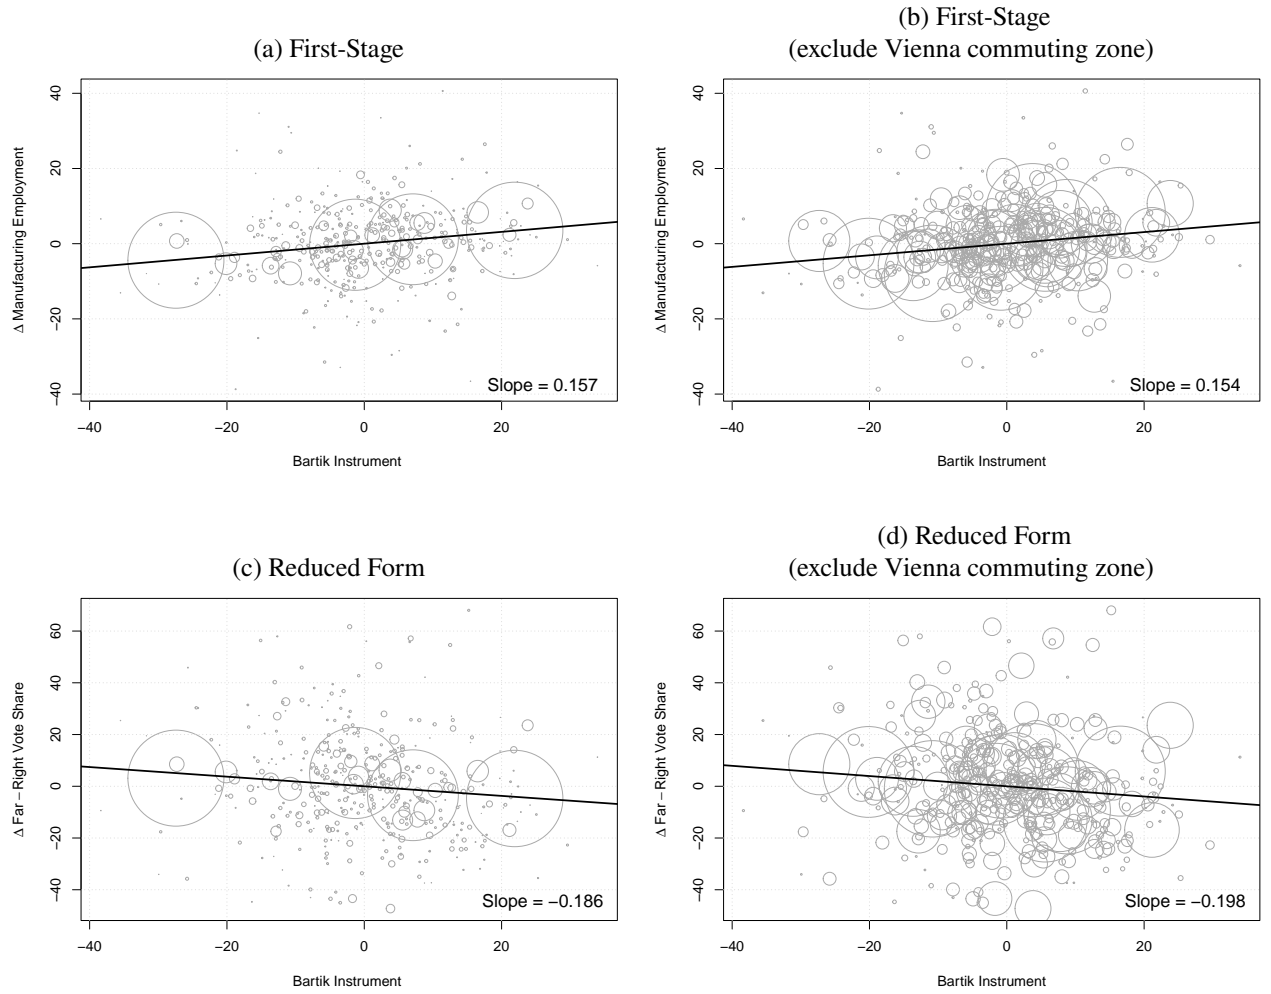 (a) First-Stage
40
20
0
−20
−40
Δ Manufacturing Employment
Slope = 0.157
−40
−20
0
20
Bartik Instrument
(b) First-Stage
(exclude Vienna commuting zone)
40
20
0
−20
−40
Δ Manufacturing Employment
Slope = 0.154
−40
−20
0
20
Bartik Instrument
(c) Reduced Form
60
40
20
0
−20
−40
Δ Far−Right Vote Share
Slope = −0.186
−40
−20
0
20
Bartik Instrument
(d) Reduced Form
(exclude Vienna commuting zone)
60
40
20
0
−20
−40
Δ Far−Right Vote Share
Slope = −0.198
−40
−20
0
20
Bartik Instrument